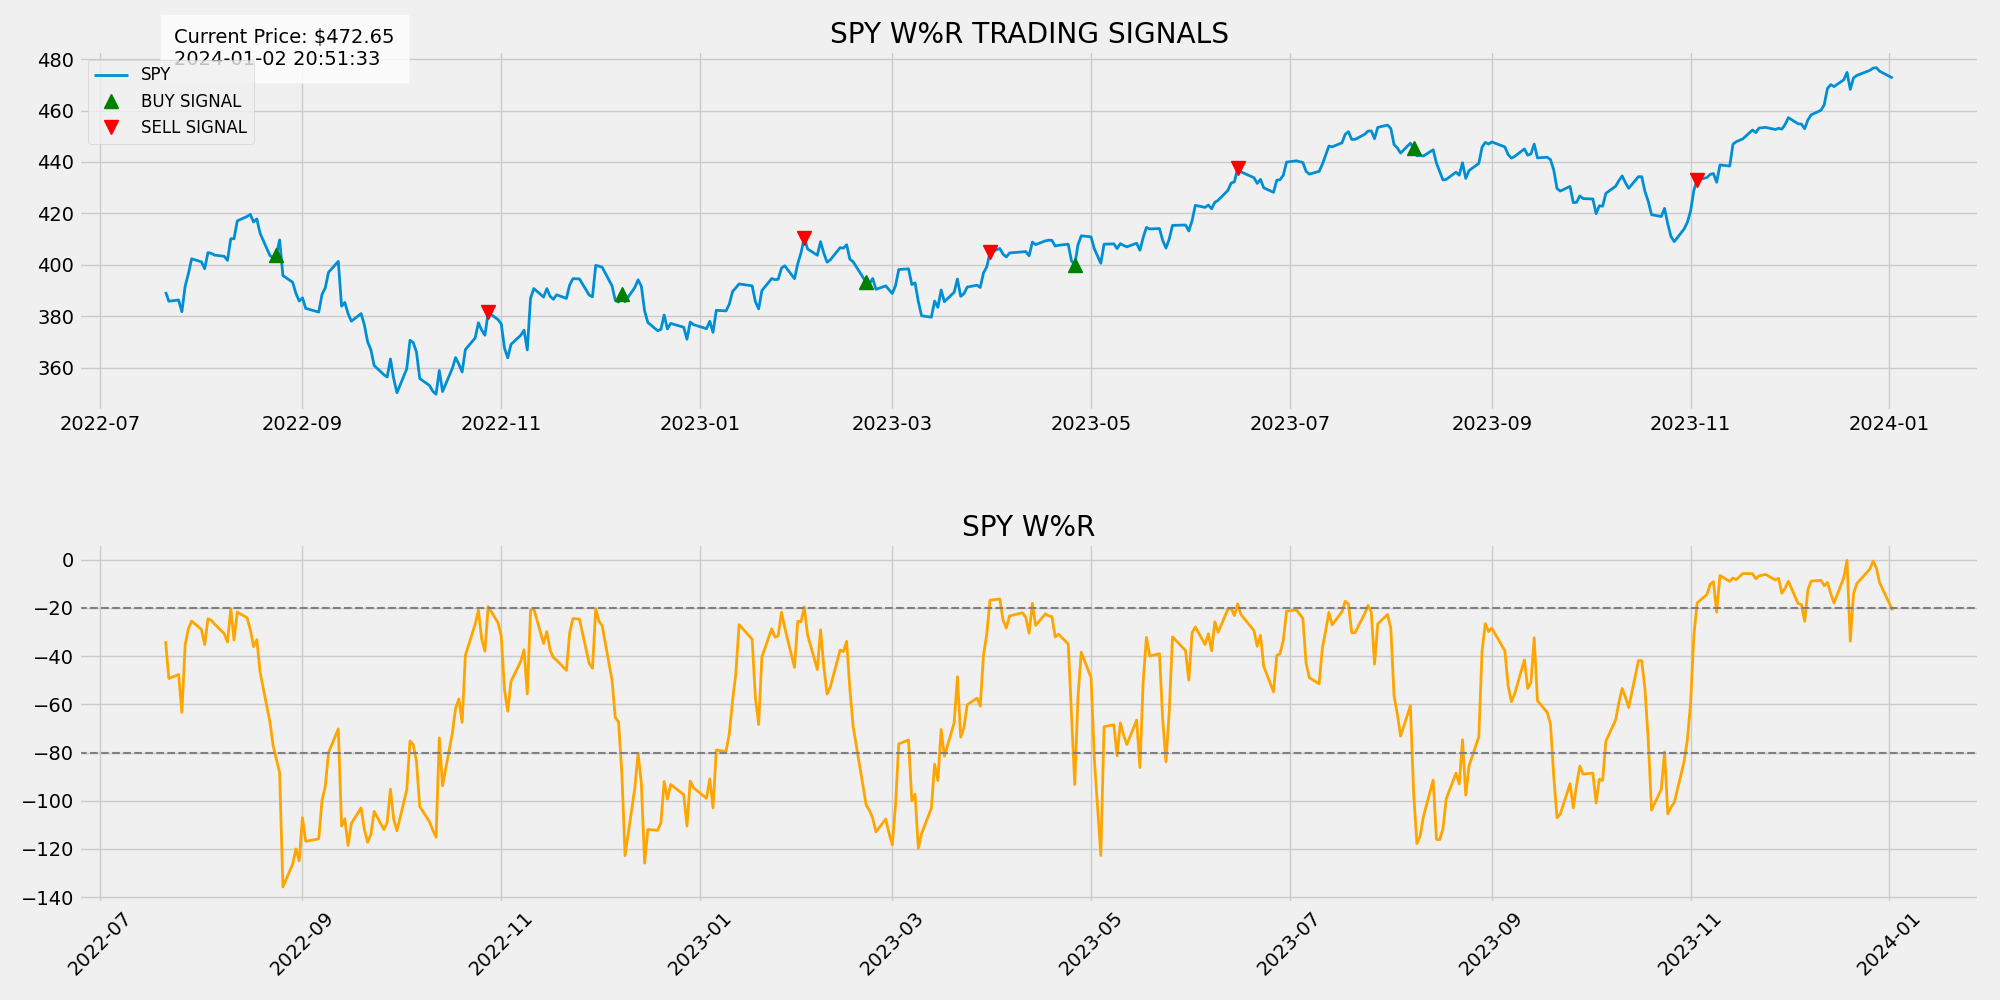 SPY W%R TRADING SIGNALS
Current Price: $472.65
2024-01-02 20:51:33
SPY
BUY SIGNAL
SELL SIGNAL
480
460
440
420
400
380
360
2022-07 2022-09 2022-11 2023-01 2023-03 2023-05 2023-07 2023-09 2023-11 2024-01
SPY W%R
0
−20
−40
−60
−80
−100
−120
−140
2022-07 2022-09 2022-11 2023-01 2023-03 2023-05 2023-07 2023-09 2023-11 2024-01